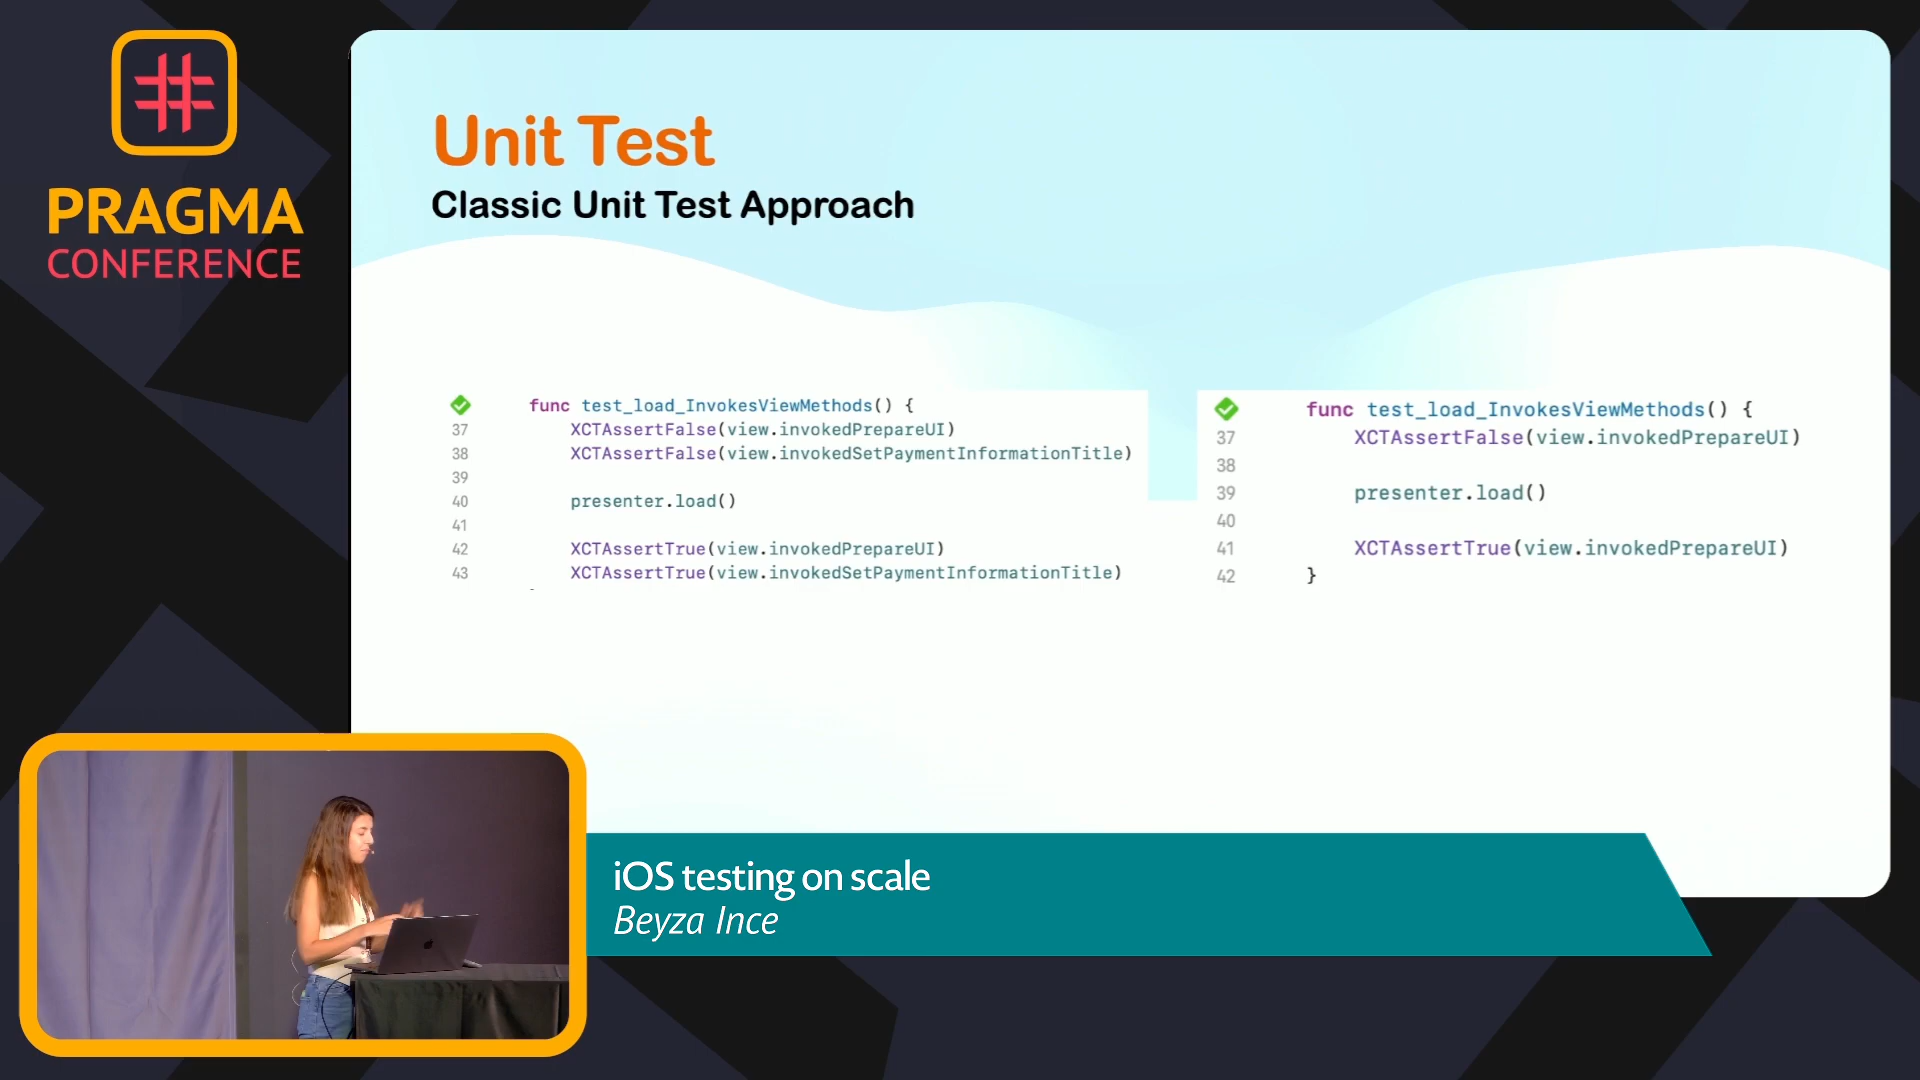 PRAGMA
CONFERENCE
Unit Test
Classic Unit Test Approach
func test_load_InvokesViewMethods() {
37 XCTAssertFalse(view.invokedPrepareUI)
38 XCTAssertFalse(view.invokedSetPaymentInformationTitle)
39
40 presenter.load()
41
42 XCTAssertTrue(view.invokedPrepareUI)
43 XCTAssertTrue(view.invokedSetPaymentInformationTitle)
func test_load_InvokesViewMethods() {
37 XCTAssertFalse(view.invokedPrepareUI)
38
39 presenter.load()
40
41 XCTAssertTrue(view.invokedPrepareUI)
42 }
iOS testing on scale
Beyza Ince